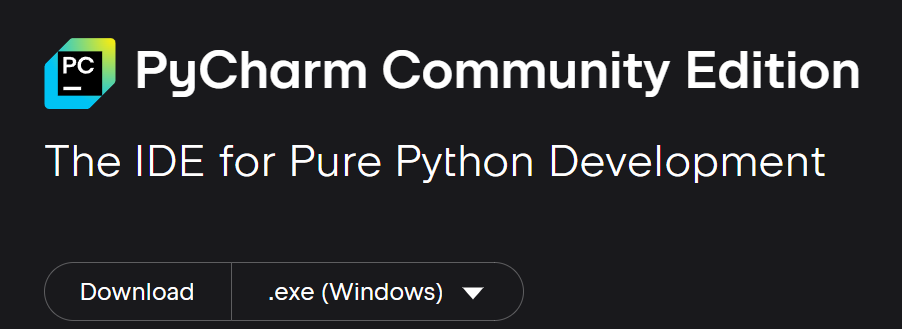 PC
PyCharm Community Edition
The IDE for Pure Python Development
Download
.exe (Windows)